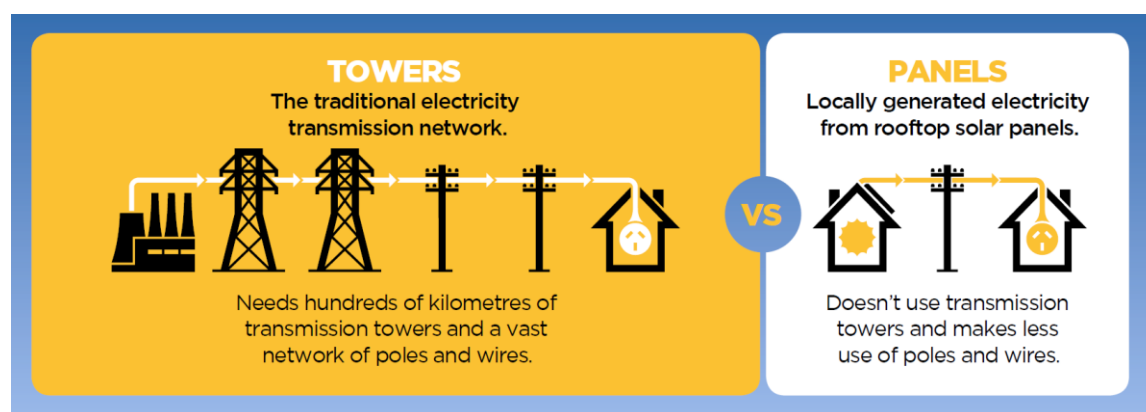 TOWERS
The traditional electricity
transmission network.
Needs hundreds of kilometres of
transmission towers and a vast
network of poles and wires.
VS
PANELS
Locally generated electricity
from rooftop solar panels.
Doesn’t use transmission
towers and makes less
use of poles and wires.